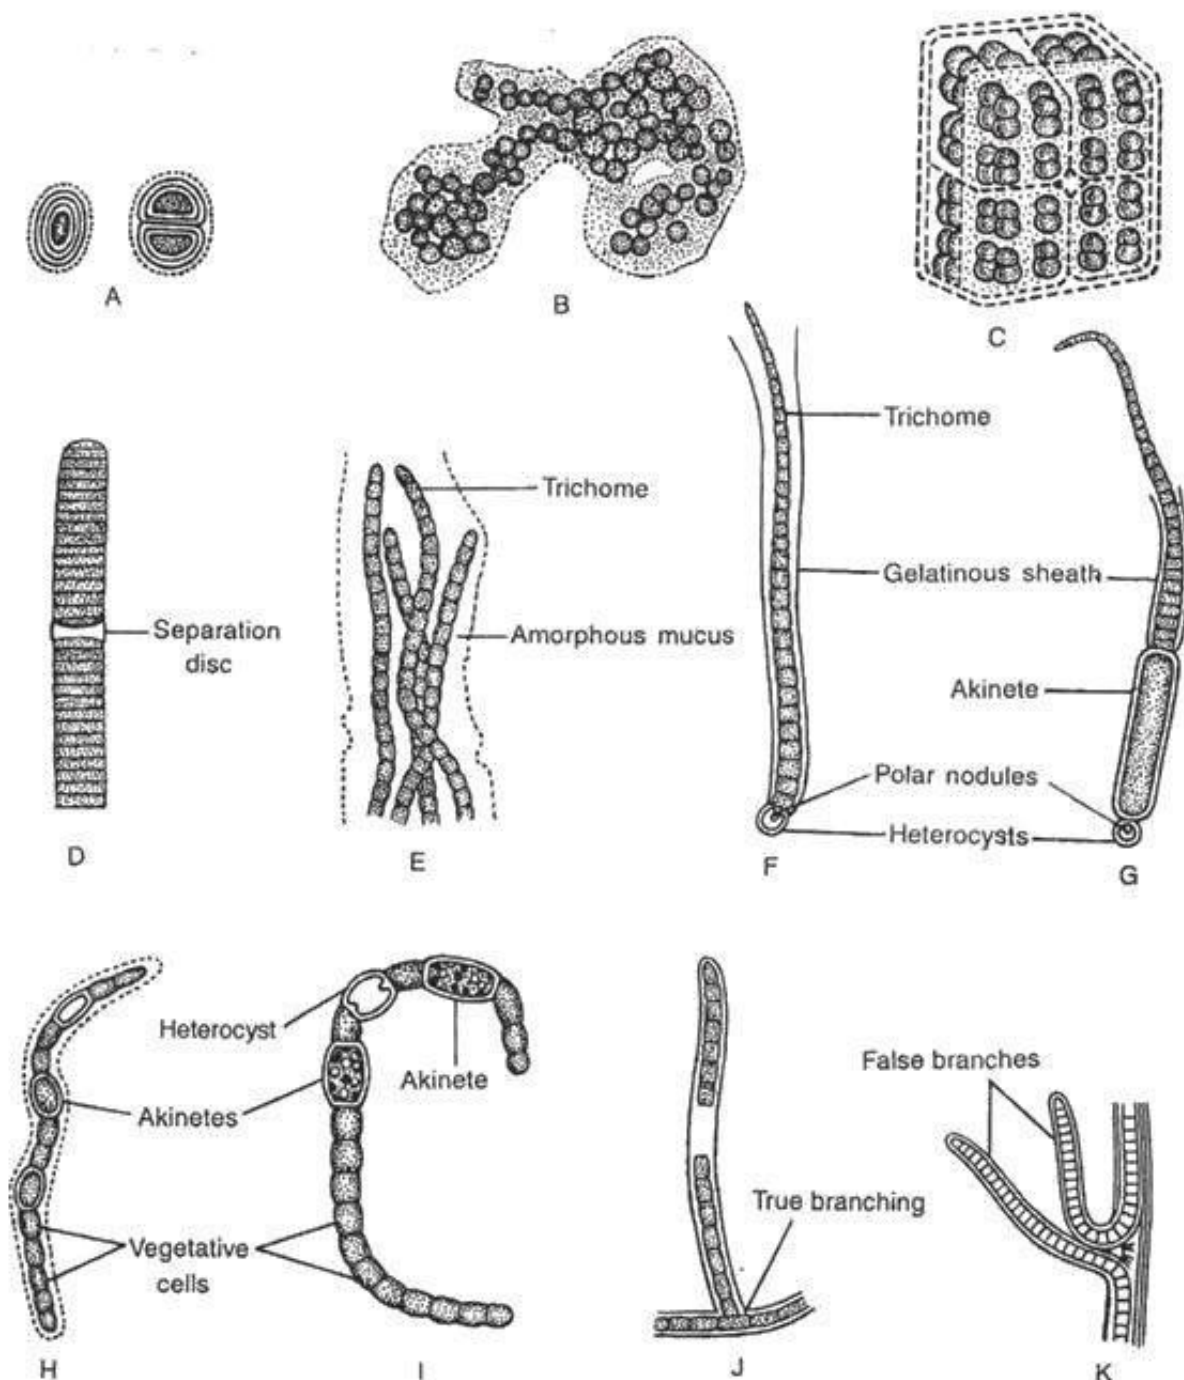 A
B
C
Trichome
Trichome
Gelatinous sheath
Separation
disc
Amorphous mucus
Akinete
Polar nodules
Heterocysts
D
E
F
G
Heterocyst
Akinete
Akinetes
False branches
True branching
Vegetative
cells
H
I
J
K